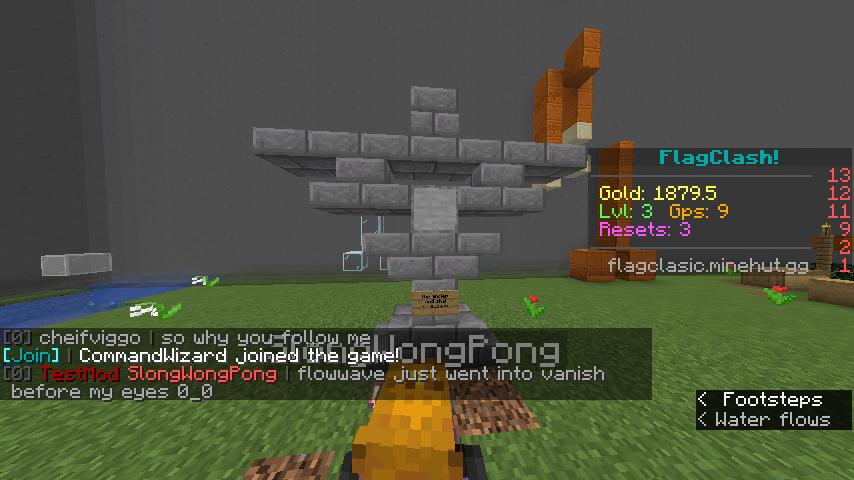 FlagClash!
13
Gold: 1879.5 12
Lvl: 3 Gps: 9 11
Resets: 3 9
2
flagclasic.minehut.gg 1
[0] cheifviggo | so why you follow me
[Join] | CommandWizard joined the game!
SlongWongPong
[0] TestMod SlongWongPong | flowwave just went into vanish
before my eyes 0_0
< Footsteps
< Water flows